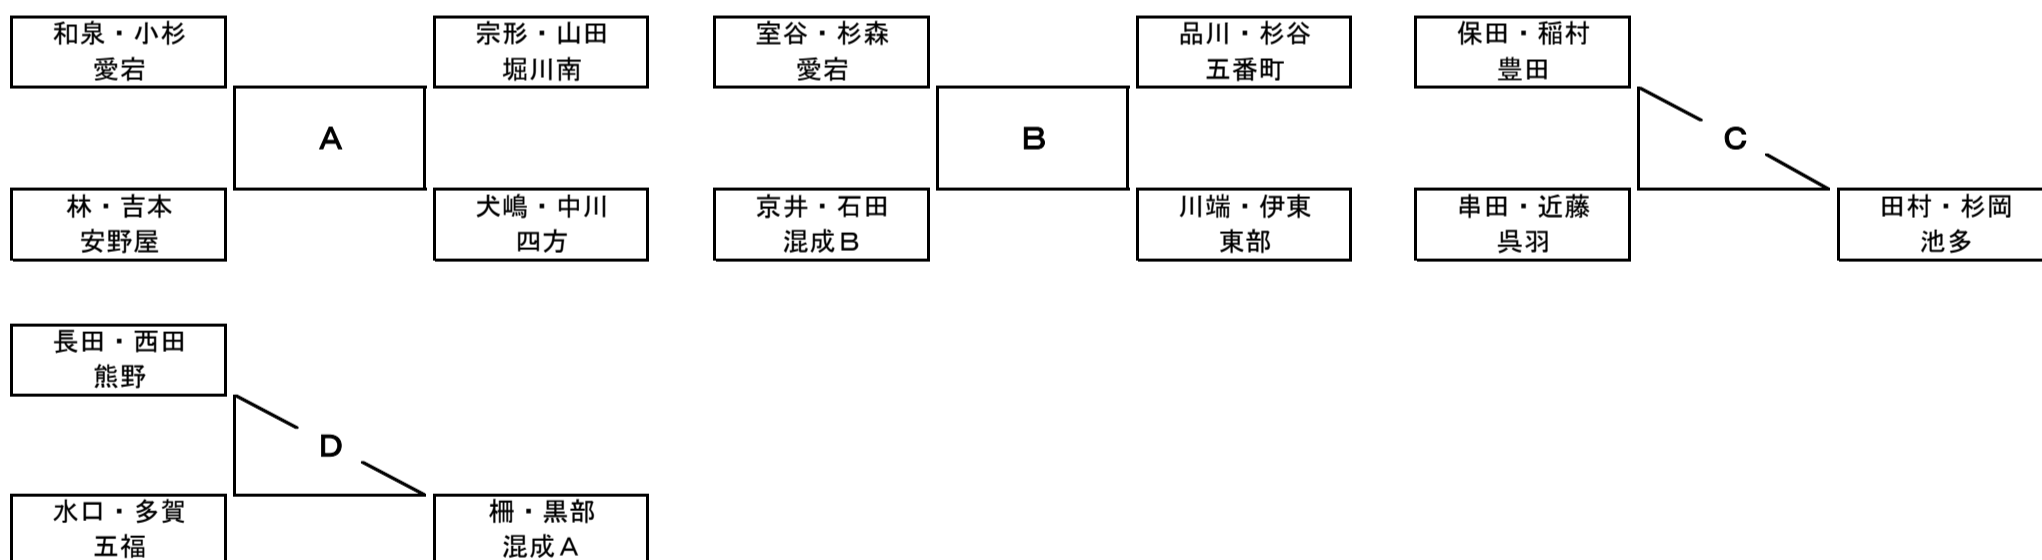 和泉・小杉
愛宕
宗形・山田
堀川南
A
林・吉本
安野屋
犬嶋・中川
四方
室谷・杉森
愛宕
品川・杉谷
五番町
B
京井・石田
混成B
川端・伊東
東部
保田・稲村
豊田
C
串田・近藤
呉羽
田村・杉岡
池多
長田・西田
熊野
D
水口・多賀
五福
柵・黒部
混成A